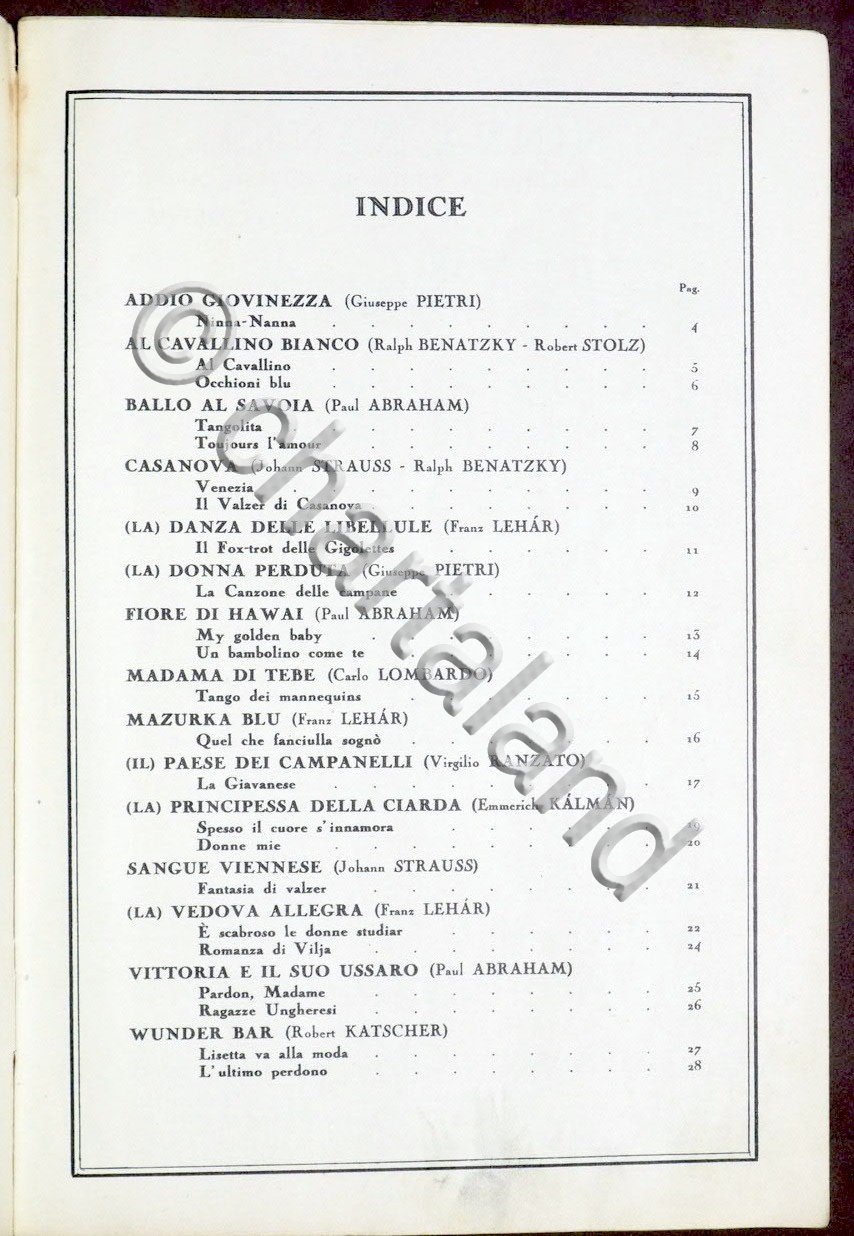 INDICE
Pag.
ADDIO GIOVINEZZA (Giuseppe PIETRI)
Ninna-Nanna . . . . . . . . . 4
AL CAVALLINO BIANCO (Ralph BENATZKY - Robert STOLZ)
Al Cavallino . . . . . . . . . 5
Occhioni blu . . . . . . . . . 6
BALLO AL SAVOIA (Paul ABRAHAM)
Tangolita . . . . . . . . . . 7
Toujours l'amour . . . . . . . . 8
CASANOVA (Johann STRAUSS - Ralph BENATZKY)
Venezia . . . . . . . . . . 9
Il Valzer di Casanova . . . . . . . 10
(LA) DANZA DELLE LIBELLULE (Franz LEHÁR)
Il Fox-trot delle Gigolettes . . . . . . 11
(LA) DONNA PERDUTA (Giuseppe PIETRI)
La Canzone delle campane . . . . . . 12
FIORE DI HAWAI (Paul ABRAHAM)
My golden baby . . . . . . . . 13
Un bambolino come te . . . . . . . 14
MADAMA DI TEBE (Carlo LOMBARDO)
Tango dei mannequins . . . . . . . 15
MAZURKA BLU (Franz LEHÁR)
Quel che fanciulla sognò . . . . . . . 16
(IL) PAESE DEI CAMPANELLI (Virgilio RANZATO)
La Giavanese . . . . . . . . . 17
(LA) PRINCIPESSA DELLA CIARDA (Emmerich KÁLMÁN)
Spesso il cuore s'innamora . . . . . . 19
Donne mie . . . . . . . . . 20
SANGUE VIENNESE (Johann STRAUSS)
Fantasia di valzer . . . . . . . . 21
(LA) VEDOVA ALLEGRA (Franz LEHÁR)
È scabroso le donne studiar . . . . . . 22
Romanza di Vilja . . . . . . . . 24
VITTORIA E IL SUO USSARO (Paul ABRAHAM)
Pardon, Madame . . . . . . . . 25
Ragazze Ungheresi . . . . . . . . 26
WUNDER BAR (Robert KATSCHER)
Lisetta va alla moda . . . . . . . . 27
L'ultimo perdono . . . . . . . . 28
© chartaland